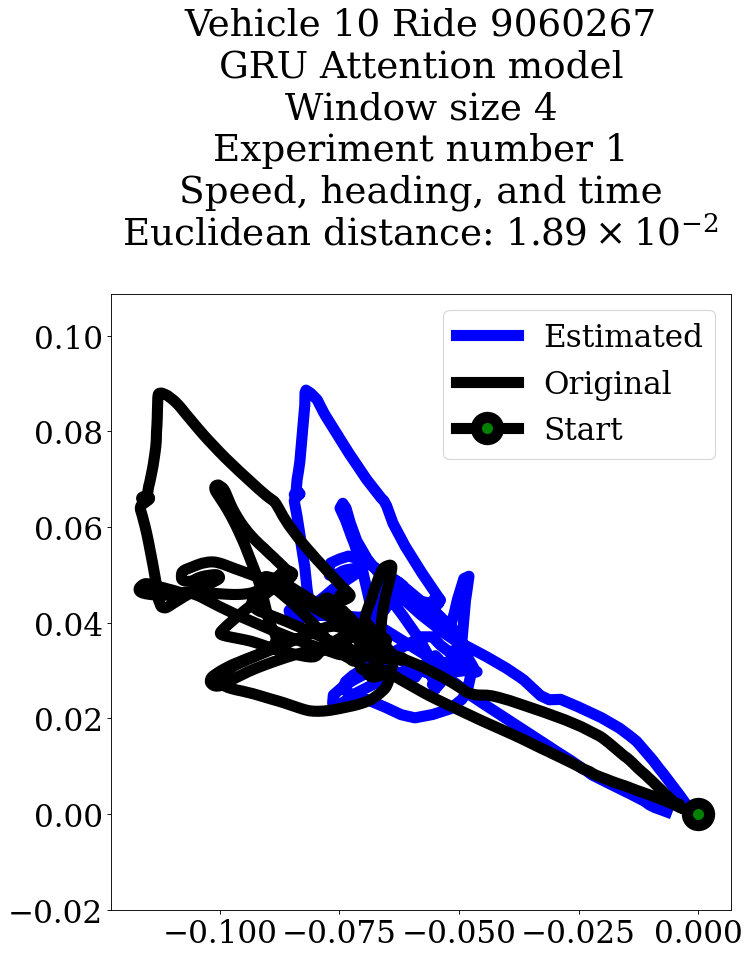 Vehicle 10 Ride 9060267
GRU Attention model
Window size 4
Experiment number 1
Speed, heading, and time
Euclidean distance: 1.89 × 10⁻²
Estimated
Original
Start
0.10
0.08
0.06
0.04
0.02
0.00
−0.02
−0.100 −0.075 −0.050 −0.025 0.000